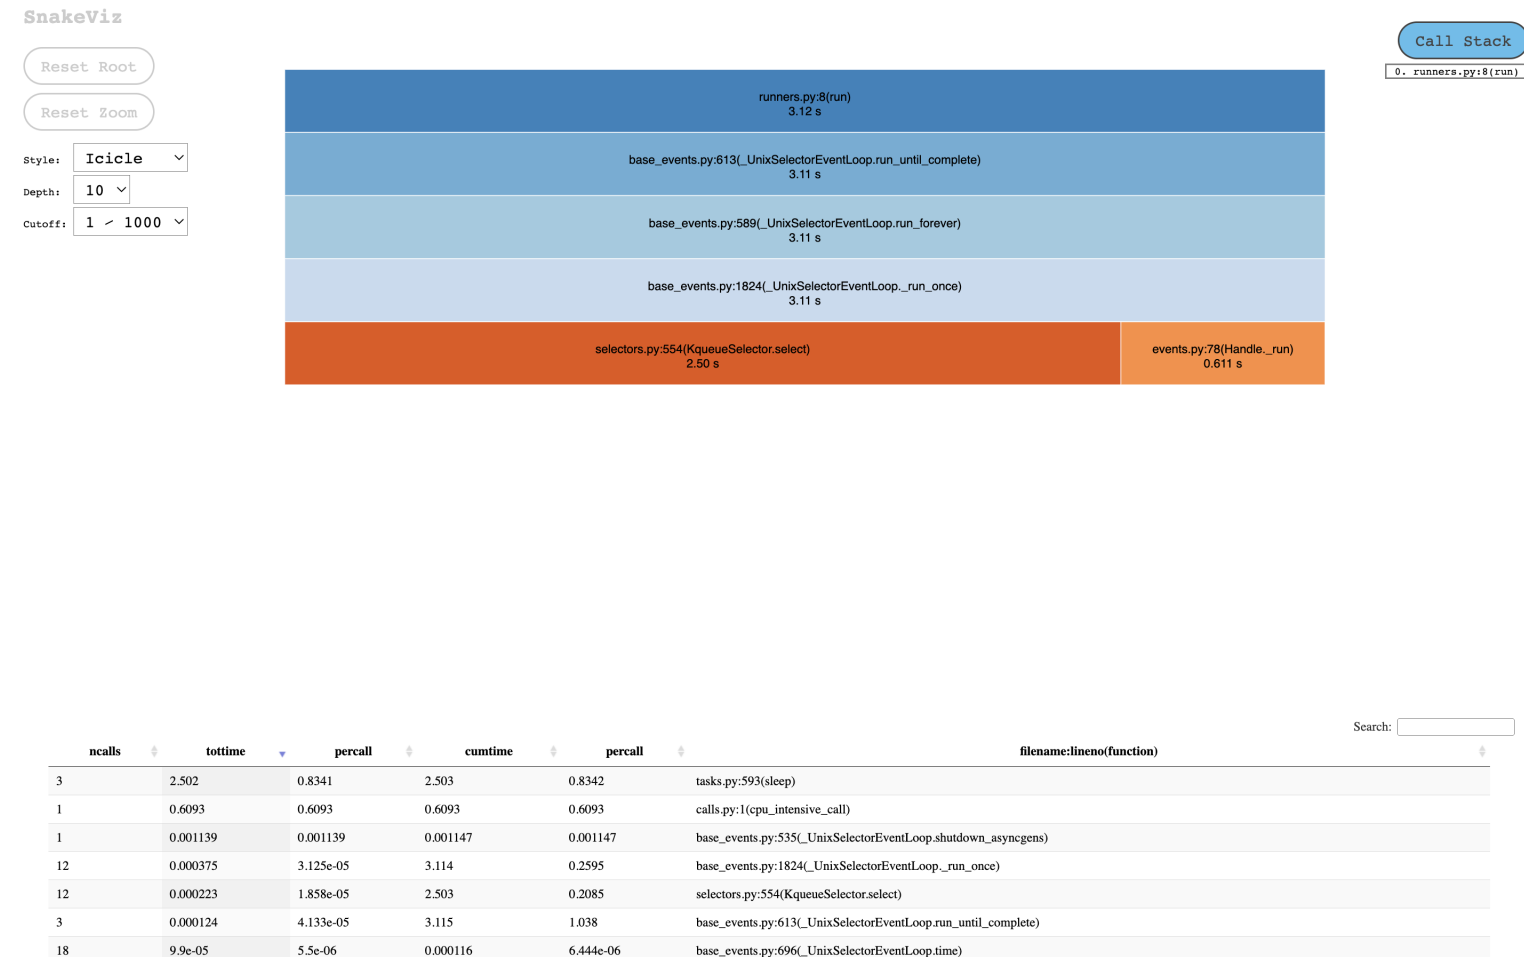 SnakeViz
Reset Root
Reset Zoom
Style: Icicle
Depth: 10
Cutoff: 1 / 1000
Call Stack
0. runners.py:8(run)
runners.py:8(run)
3.12 s
base_events.py:613(_UnixSelectorEventLoop.run_until_complete)
3.11 s
base_events.py:589(_UnixSelectorEventLoop.run_forever)
3.11 s
base_events.py:1824(_UnixSelectorEventLoop._run_once)
3.11 s
selectors.py:554(KqueueSelector.select)
2.50 s
events.py:78(Handle._run)
0.611 s
Search:
ncalls tottime percall cumtime percall filename:lineno(function)
3 2.502 0.8341 2.503 0.8342 tasks.py:593(sleep)
1 0.6093 0.6093 0.6093 0.6093 calls.py:1(cpu_intensive_call)
1 0.001139 0.001139 0.001147 0.001147 base_events.py:535(_UnixSelectorEventLoop.shutdown_asyncgens)
12 0.000375 3.125e-05 3.114 0.2595 base_events.py:1824(_UnixSelectorEventLoop._run_once)
12 0.000223 1.858e-05 2.503 0.2085 selectors.py:554(KqueueSelector.select)
3 0.000124 4.133e-05 3.115 1.038 base_events.py:613(_UnixSelectorEventLoop.run_until_complete)
18 9.9e-05 5.5e-06 0.000116 6.444e-06 base_events.py:696(_UnixSelectorEventLoop.time)